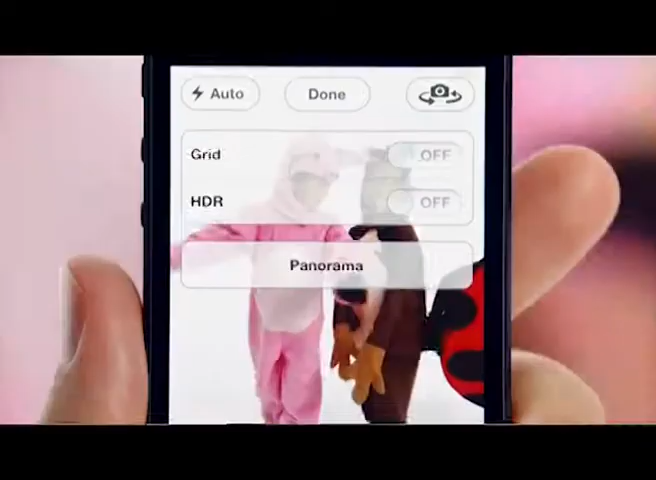 Auto
Done
Grid
OFF
HDR
OFF
Panorama